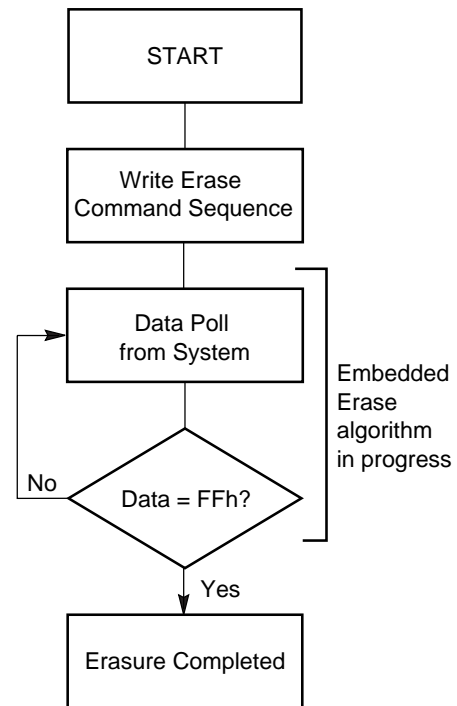 START
Write Erase
Command Sequence
Data Poll
from System
Embedded
Erase
algorithm
in progress
No
Data = FFh?
Yes
Erasure Completed